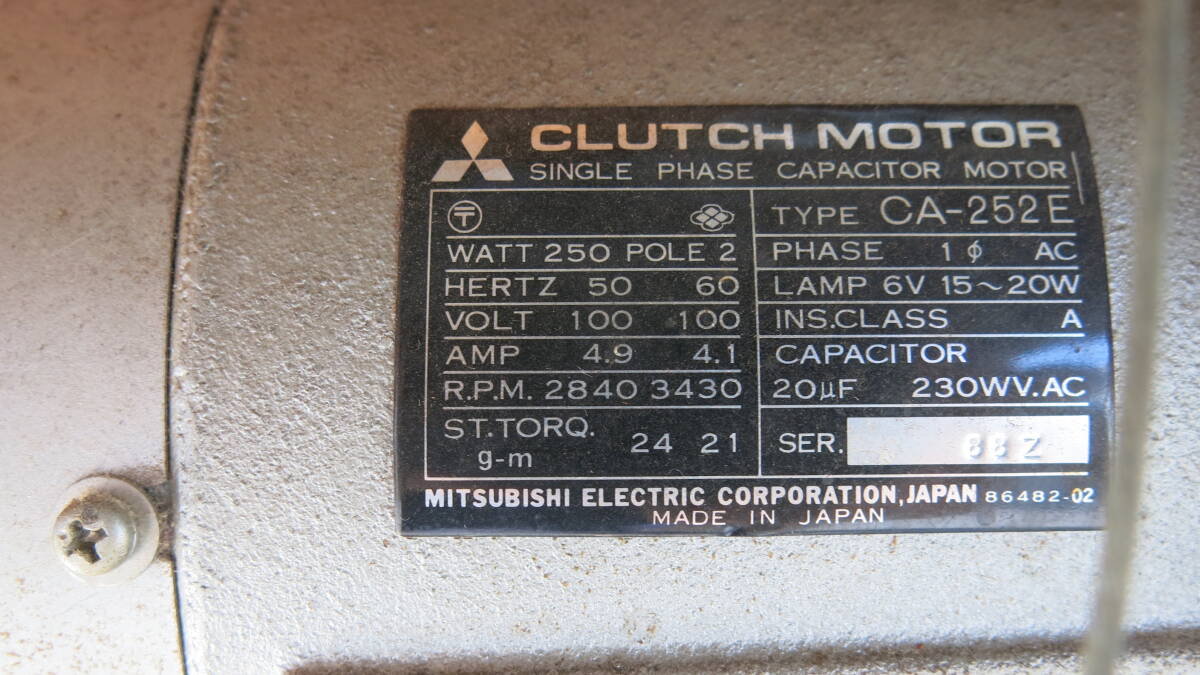 CLUTCH MOTOR
SINGLE PHASE CAPACITOR MOTOR
〒
WATT 250 POLE 2
HERTZ 50 60
VOLT 100 100
AMP 4.9 4.1
R.P.M. 2840 3430
ST.TORQ.
g-m 24 21
TYPE CA-252E
PHASE 1ϕ AC
LAMP 6V 15~20W
INS.CLASS A
CAPACITOR
20μF 230WV.AC
SER. 88Z
MITSUBISHI ELECTRIC CORPORATION, JAPAN 86482-02
MADE IN JAPAN